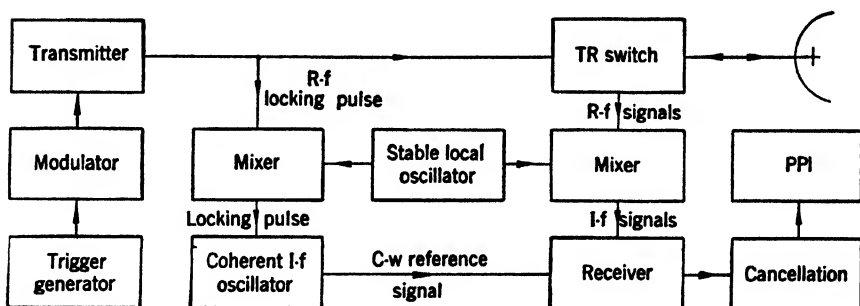 Transmitter
TR switch
R-f
locking pulse
R-f signals
Modulator
Mixer
Stable local
oscillator
Mixer
PPI
Locking pulse
I-f signals
Trigger
generator
Coherent I-f
oscillator
C-w reference
signal
Receiver
Cancellation